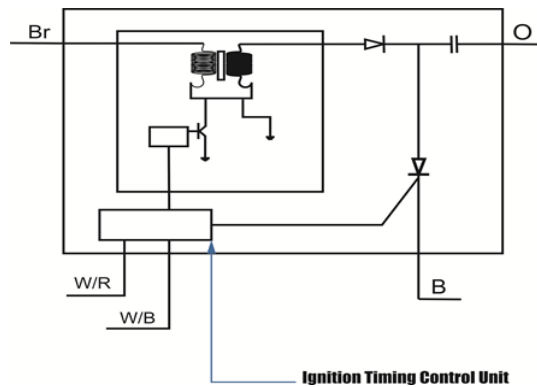 Br
O
W/R
W/B
B
Ignition Timing Control Unit